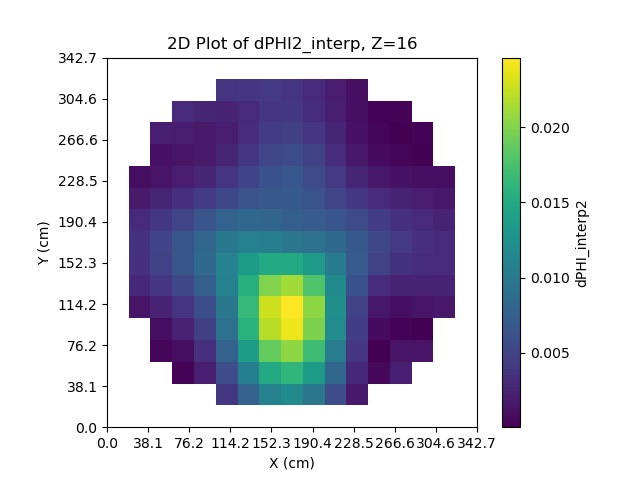 2D Plot of dPHI2_interp, Z=16
342.7
304.6
266.6
228.5
190.4
152.3
114.2
76.2
38.1
0.0
Y (cm)
0.0 38.1 76.2 114.2 152.3 190.4 228.5 266.6 304.6 342.7
X (cm)
0.020
0.015
0.010
0.005
dPHI_interp2